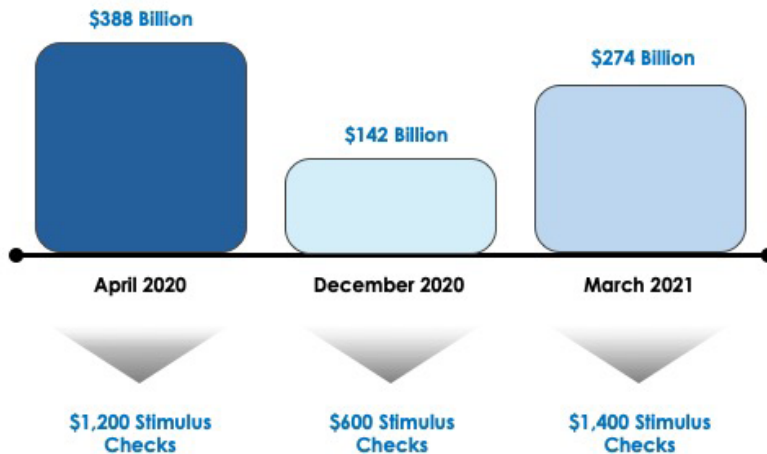 $388 Billion
$142 Billion
$274 Billion
April 2020
December 2020
March 2021
$1,200 Stimulus
Checks
$600 Stimulus
Checks
$1,400 Stimulus
Checks